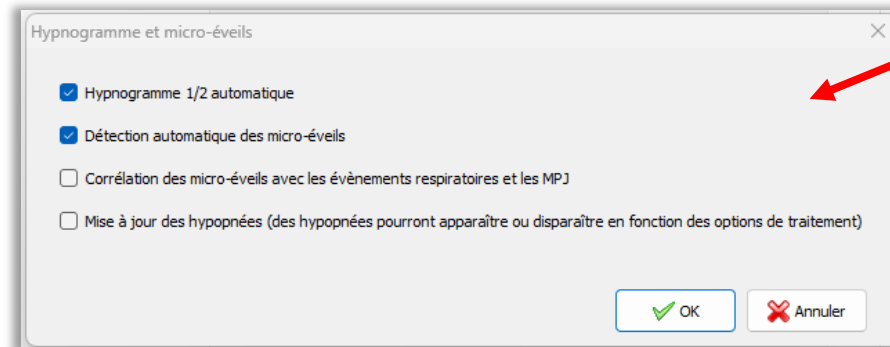 Hypnogramme et micro-éveils
Hypnogramme 1/2 automatique
Détection automatique des micro-éveils
Corrélation des micro-éveils avec les évènements respiratoires et les MPJ
Mise à jour des hypopnées (des hypopnées pourront apparaître ou disparaître en fonction des options de traitement)
OK
Annuler